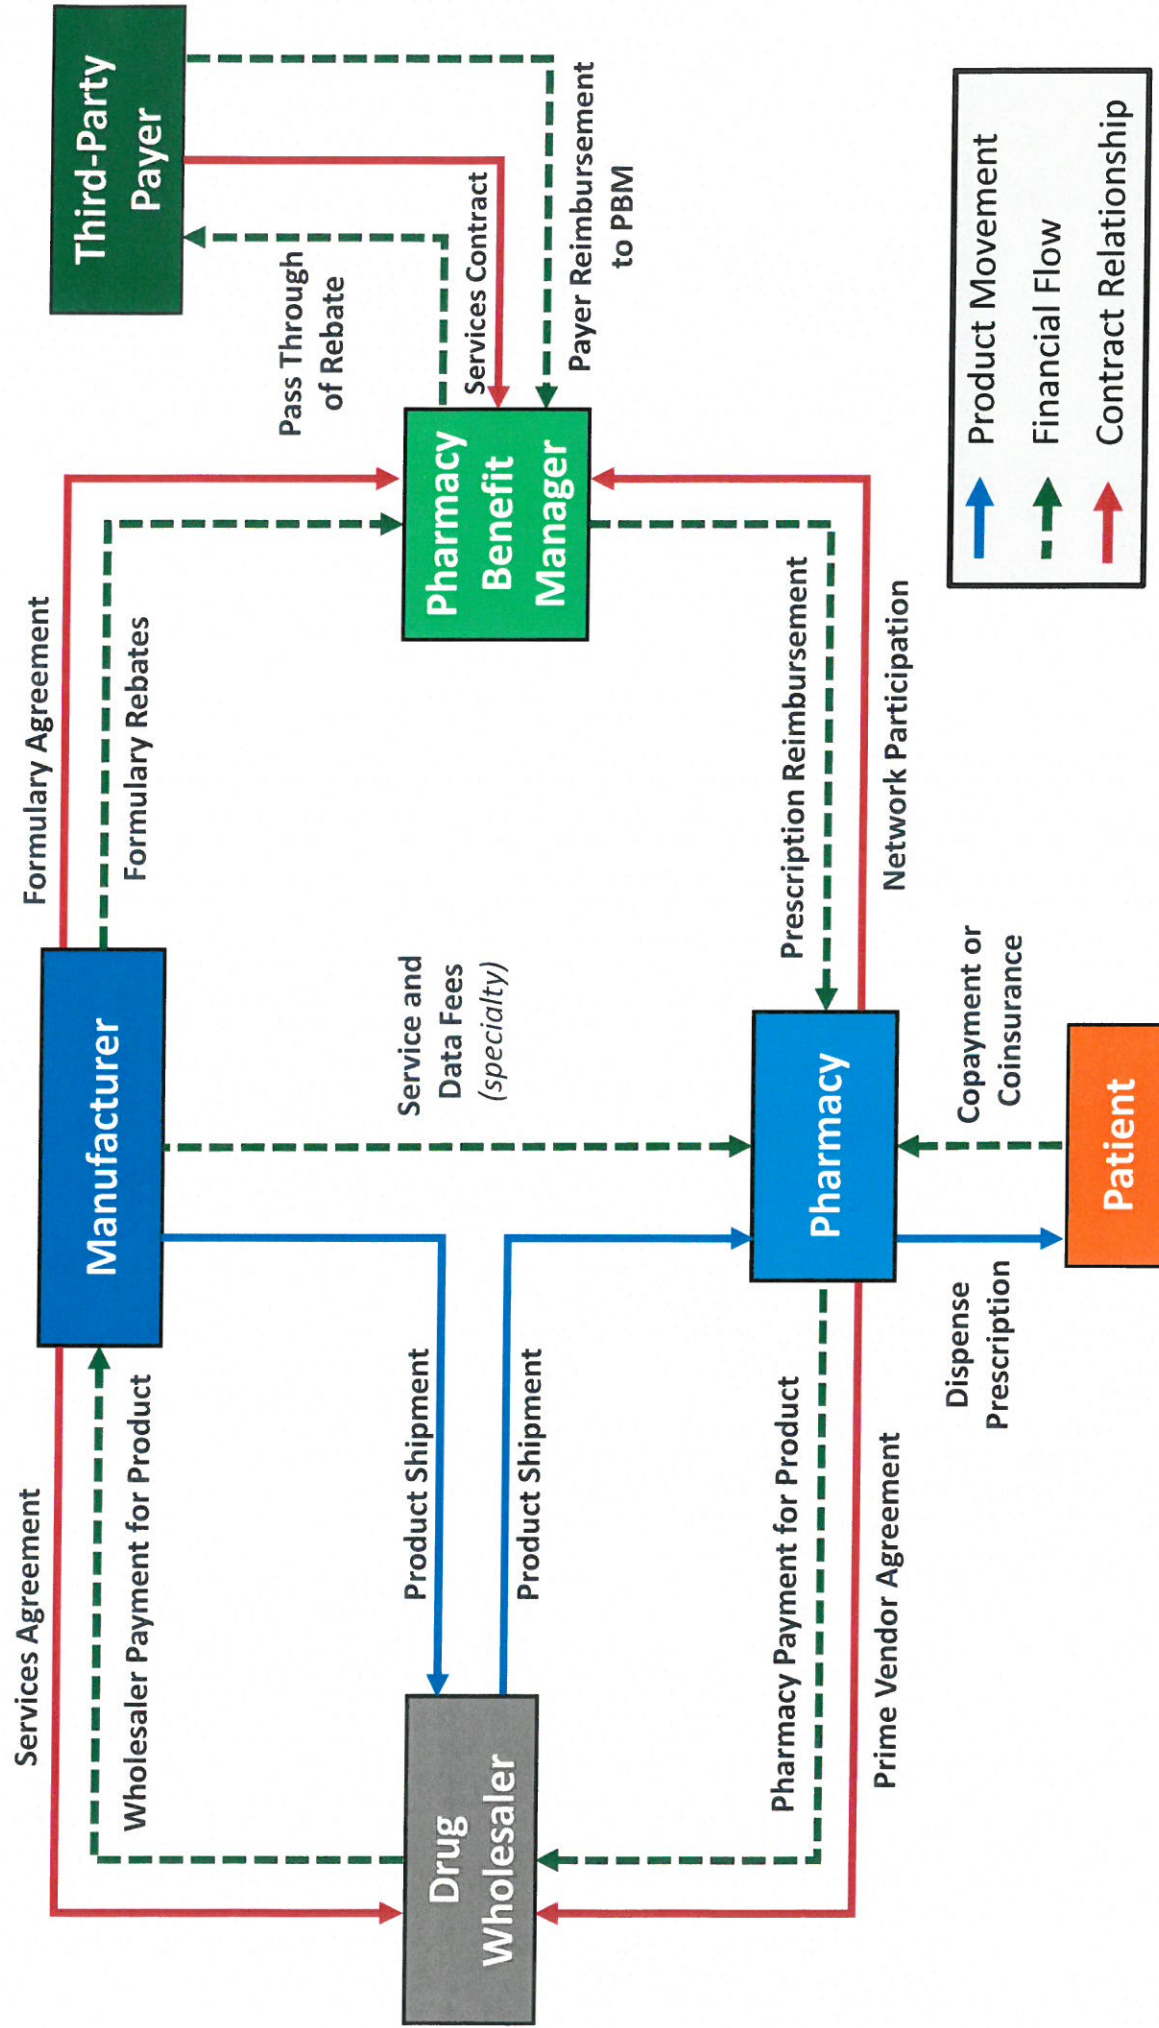 Services Agreement
Wholesaler Payment for Product
Manufacturer
Formulary Agreement
Formulary Rebates
Third-Party
Payer
Pass Through
of Rebate
Services Contract
Payer Reimbursement
to PBM
Drug
Wholesaler
Product Shipment
Product Shipment
Service and
Data Fees
(specialty)
Pharmacy
Benefit
Manager
Pharmacy Payment for Product
Prime Vendor Agreement
Pharmacy
Prescription Reimbursement
Network Participation
Dispense
Prescription
Copayment or
Coinsurance
Patient
Product Movement
Financial Flow
Contract Relationship